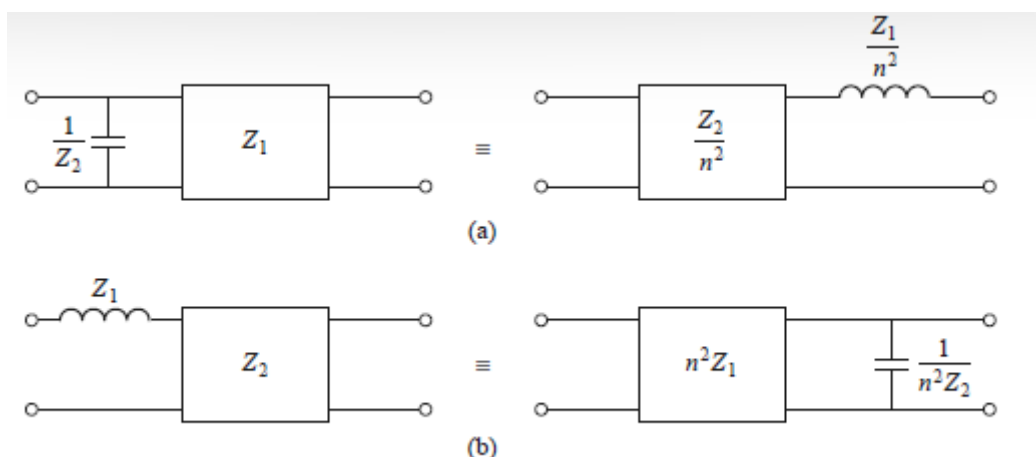 Z₁/n²
1/Z₂
Z₁
≡
Z₂/n²
(a)
Z₁
Z₂
≡
n²Z₁
1/n²Z₂
(b)